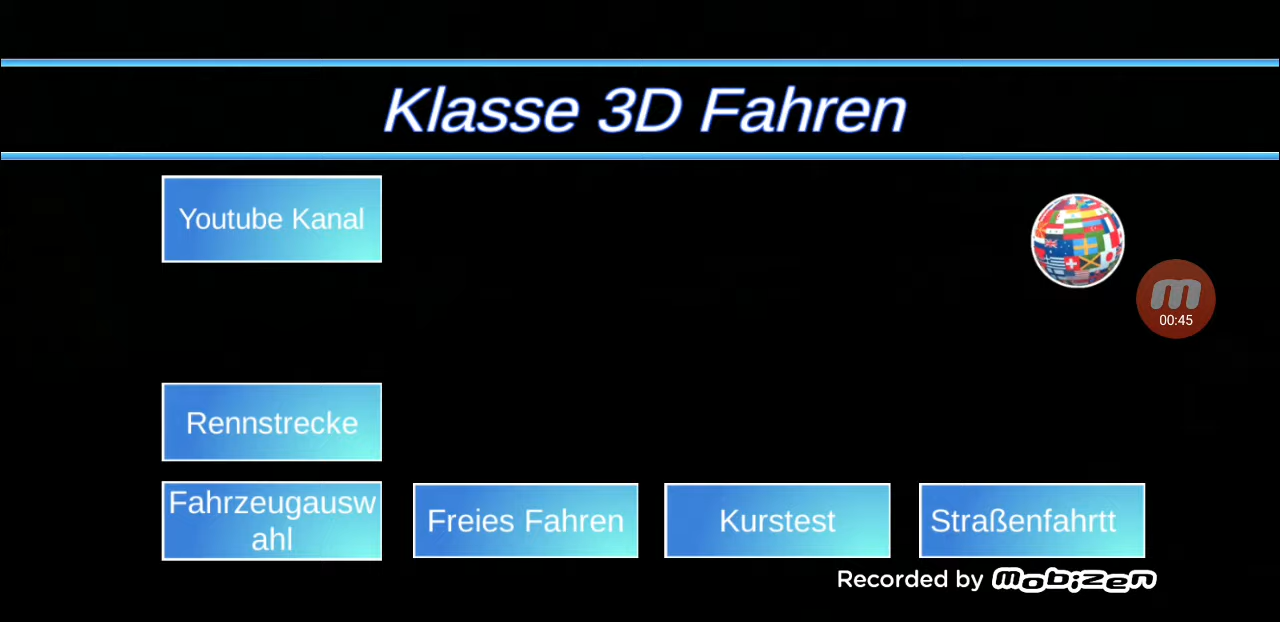 Klasse 3D Fahren
Youtube Kanal
m
00:45
Rennstrecke
Fahrzeugausw
ahl
Freies Fahren
Kurstest
Straßenfahrtt
Recorded by mobizen